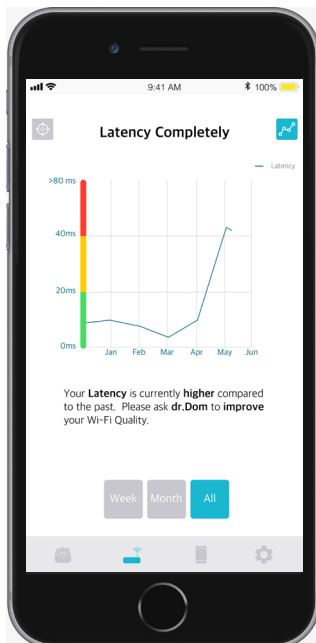 9:41 AM
100%
Latency Completely
Latency
>80 ms
40ms
20ms
0ms
Jan Feb Mar Apr May Jun
Your Latency is currently higher compared
to the past, Please ask dr.Dom to improve
your Wi-Fi Quality.
Week Month All